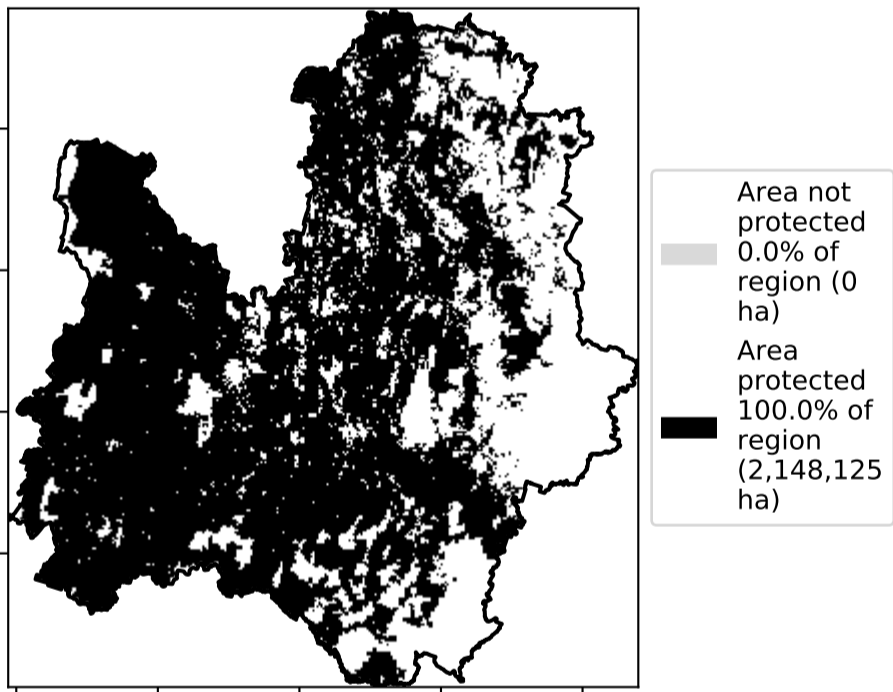 Area not
protected
0.0% of
region (0
ha)
Area
protected
100.0% of
region
(2,148,125
ha)